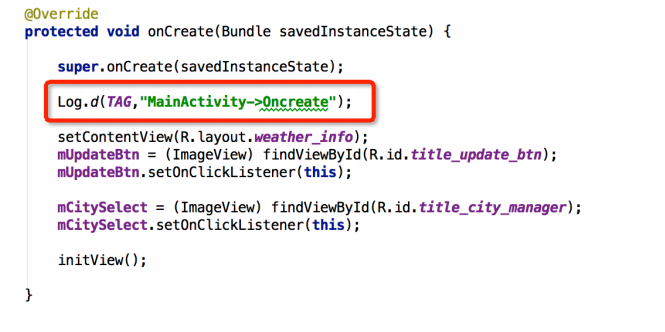 @Override
protected void onCreate(Bundle savedInstanceState) {
super.onCreate(savedInstanceState);
Log.d(TAG,"MainActivity->Oncreate");
setContentView(R.layout.weather_info);
mUpdateBtn = (ImageView) findViewById(R.id.title_update_btn);
mUpdateBtn.setOnClickListener(this);
mCitySelect = (ImageView) findViewById(R.id.title_city_manager);
mCitySelect.setOnClickListener(this);
initView();
}